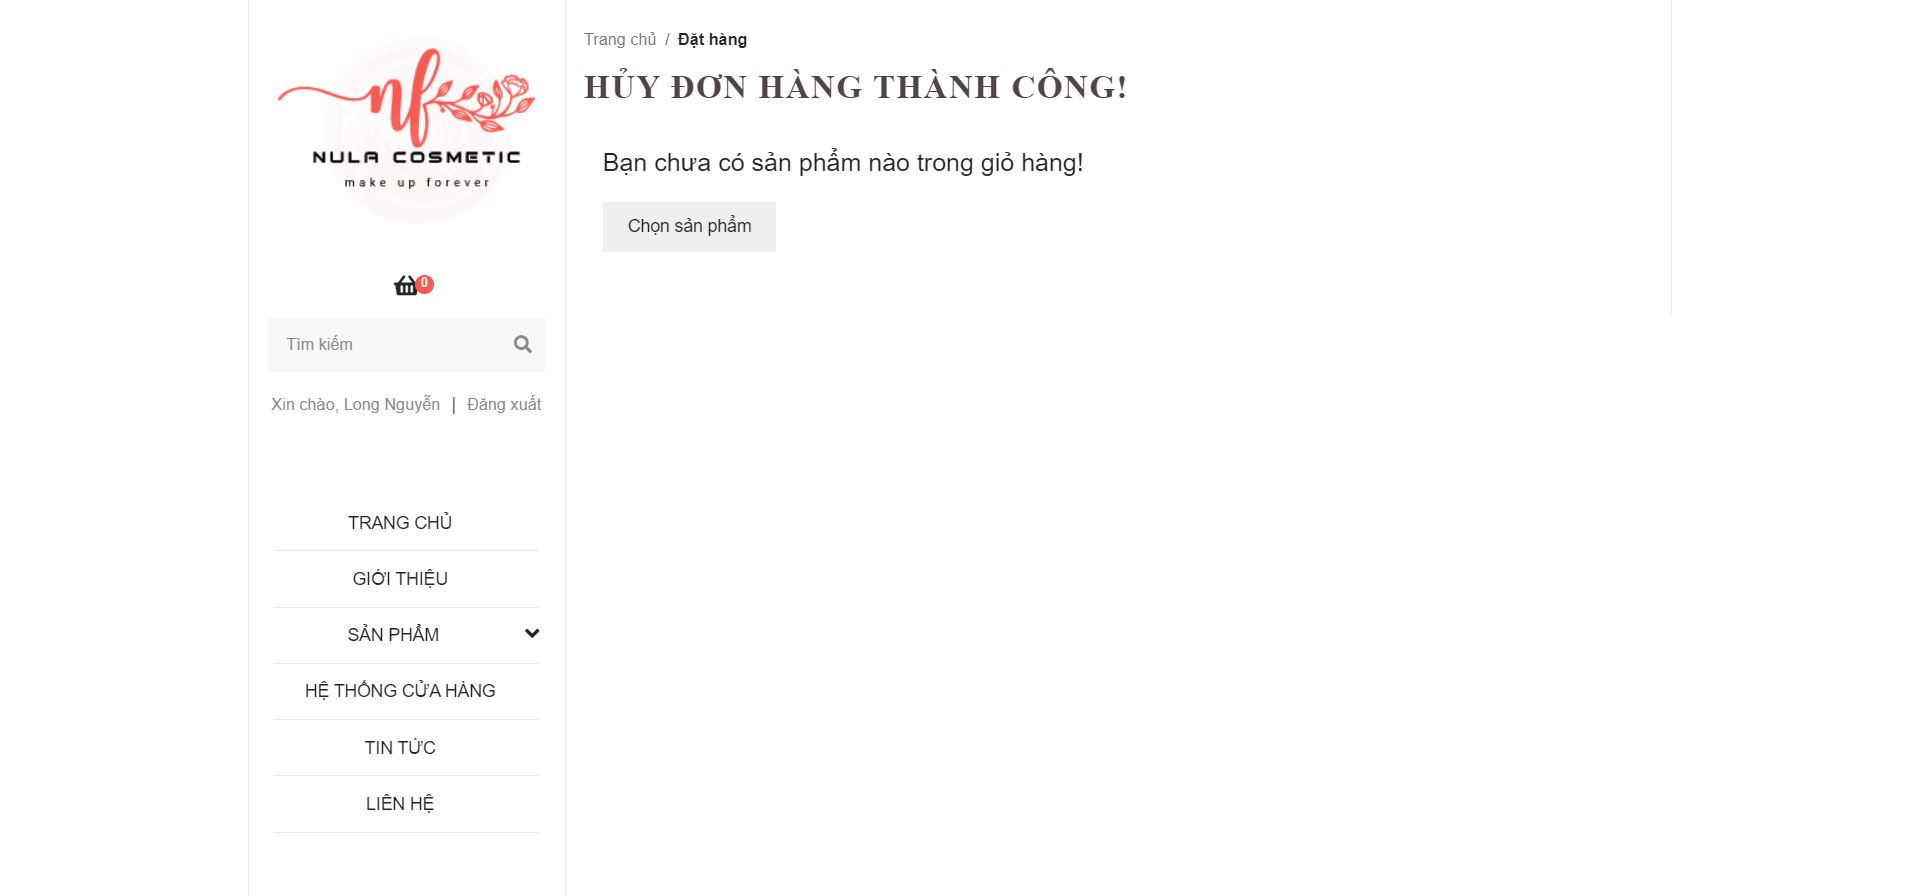 nf
NULA COSMETIC
make up forever
0
Tìm kiếm
Xin chào, Long Nguyễn | Đăng xuất
TRANG CHỦ
GIỚI THIỆU
SẢN PHẨM
HỆ THỐNG CỬA HÀNG
TIN TỨC
LIÊN HỆ
Trang chủ / Đặt hàng
HỦY ĐƠN HÀNG THÀNH CÔNG!
Bạn chưa có sản phẩm nào trong giỏ hàng!
Chọn sản phẩm